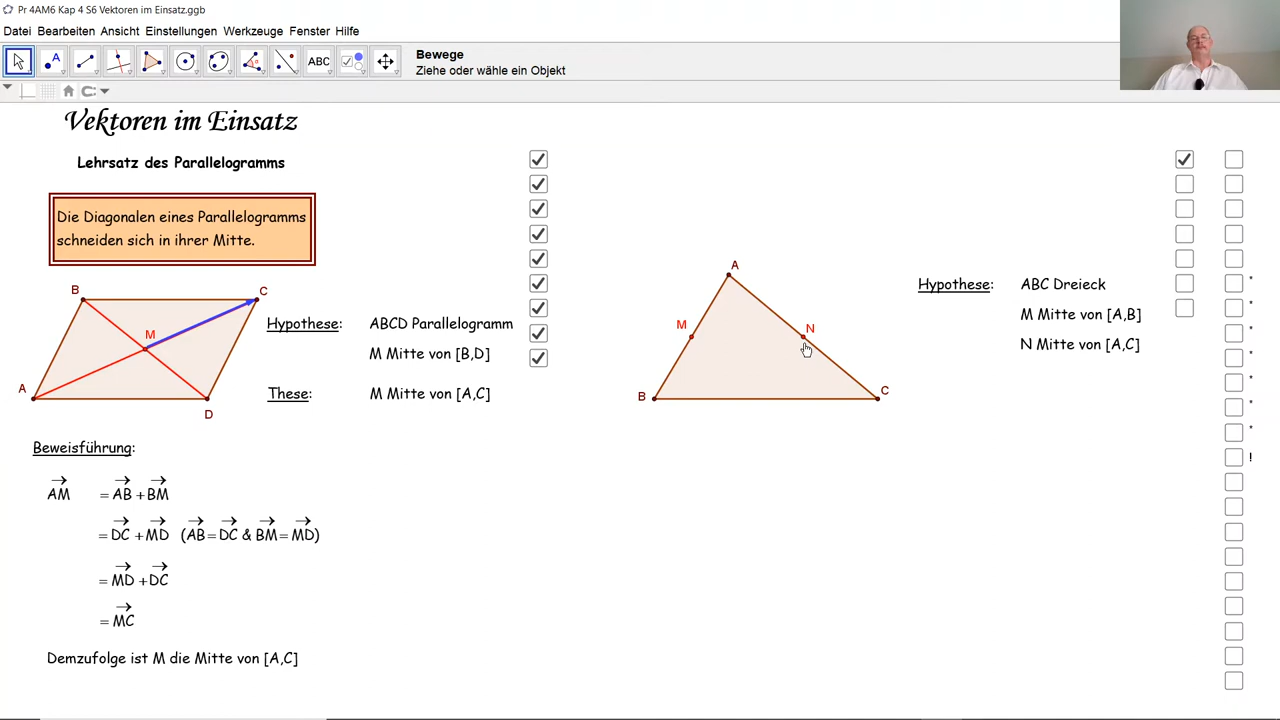 Pr 4AM6 Kap 4 S6 Vektoren im Einsatz.ggb
Datei Bearbeiten Ansicht Einstellungen Werkzeuge Fenster Hilfe
A
ABC
Bewege
Ziehe oder wähle ein Objekt
Vektoren im Einsatz
Lehrsatz des Parallelogramms
Die Diagonalen eines Parallelogramms
schneiden sich in ihrer Mitte.
B
C
M
A
D
Hypothese: ABCD Parallelogramm
M Mitte von [B,D]
These: M Mitte von [A,C]
Beweisführung:
→AM = →AB + →BM
= →DC + →MD (→AB = →DC & →BM = →MD)
= →MD + →DC
= →MC
Demzufolge ist M die Mitte von [A,C]
A
M
N
B
C
Hypothese: ABC Dreieck
M Mitte von [A,B]
N Mitte von [A,C]
*
*
*
*
*
*
*
!